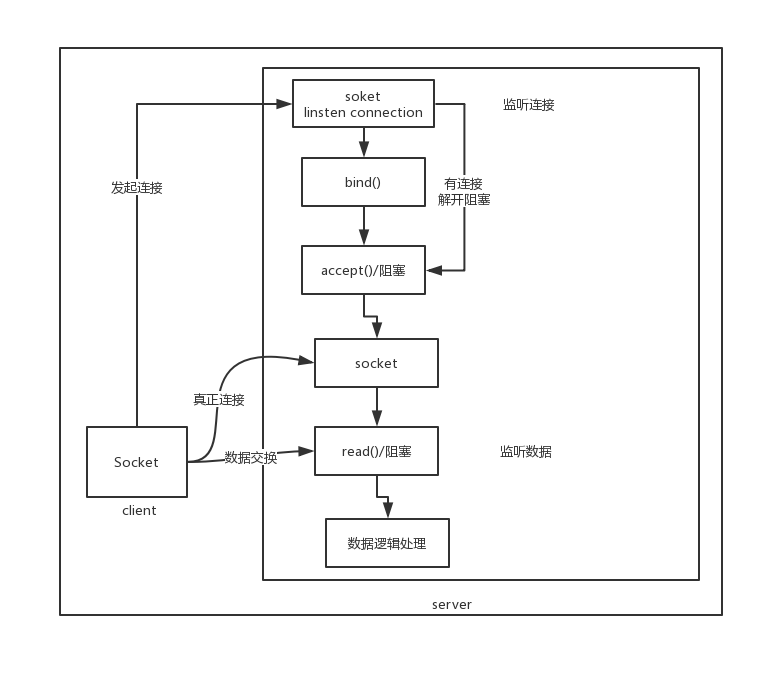 soket
linsten connection
监听连接
发起连接
bind()
有连接
解开阻塞
accept()/阻塞
socket
真正连接
Socket
数据交换
read()/阻塞
监听数据
client
数据逻辑处理
server